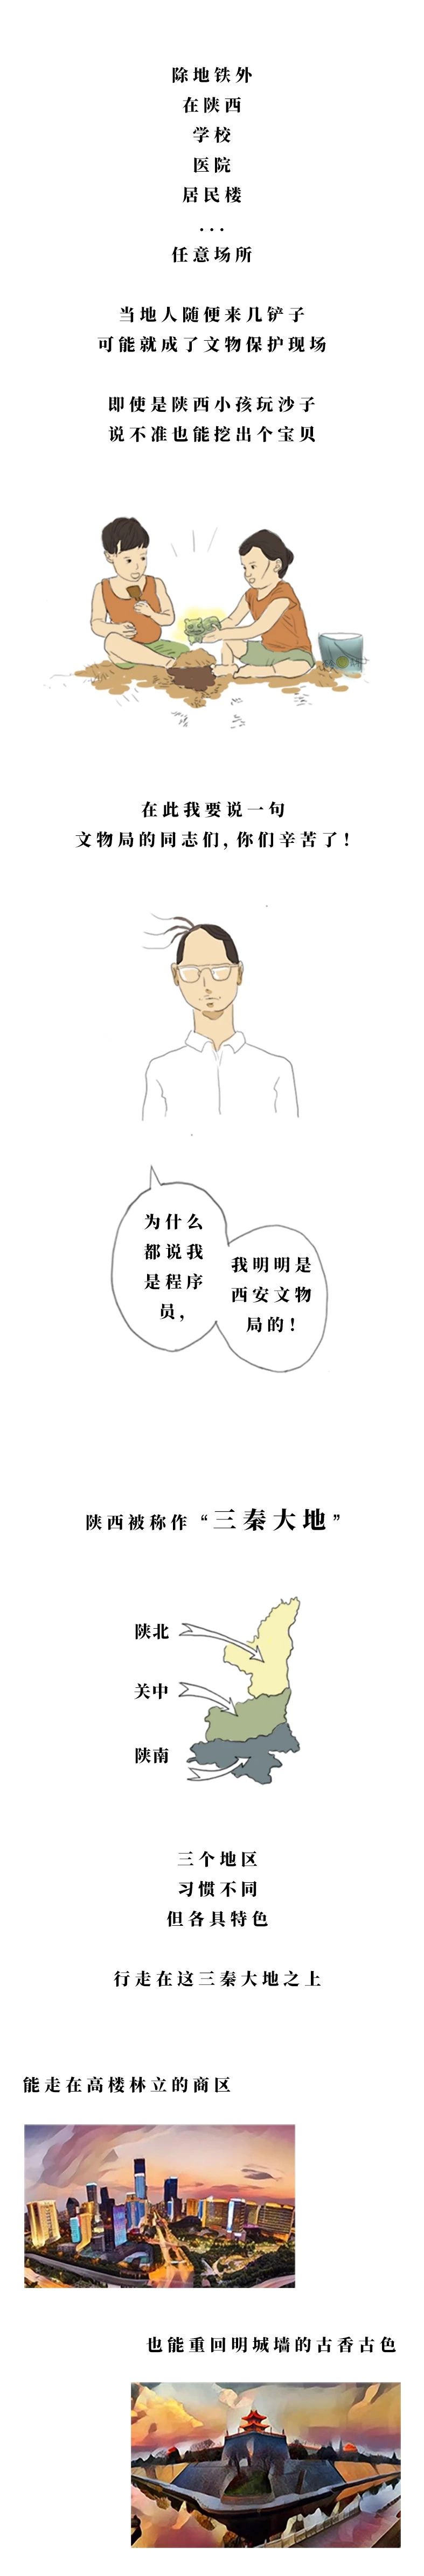 除地铁外
在陕西
学校
医院
居民楼
...
任意场所
当地人随便来几铲子
可能就成了文物保护现场
即使是陕西小孩玩沙子
说不准也能挖出个宝贝
在此我要说一句
文物局的同志们,你们辛苦了!
为什么
都说我
是程序
员,
我明明是
西安文物
局的!
陕西被称作“三秦大地”
陕北
关中
陕南
三个地区
习惯不同
但各具特色
行走在这三秦大地之上
能走在高楼林立的商区
也能重回明城墙的古香古色